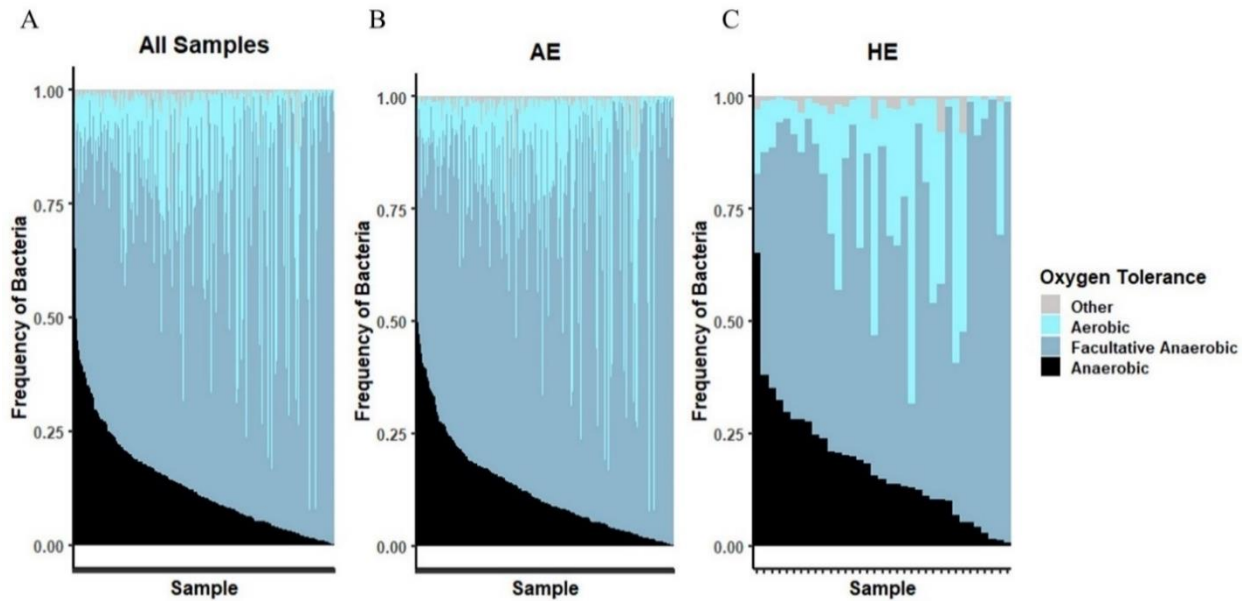 A
All Samples
Frequency of Bacteria
1.00
0.75
0.50
0.25
0.00
Sample
B
AE
Frequency of Bacteria
1.00
0.75
0.50
0.25
0.00
Sample
C
HE
Frequency of Bacteria
1.00
0.75
0.50
0.25
0.00
Sample
Oxygen Tolerance
Other
Aerobic
Facultative Anaerobic
Anaerobic